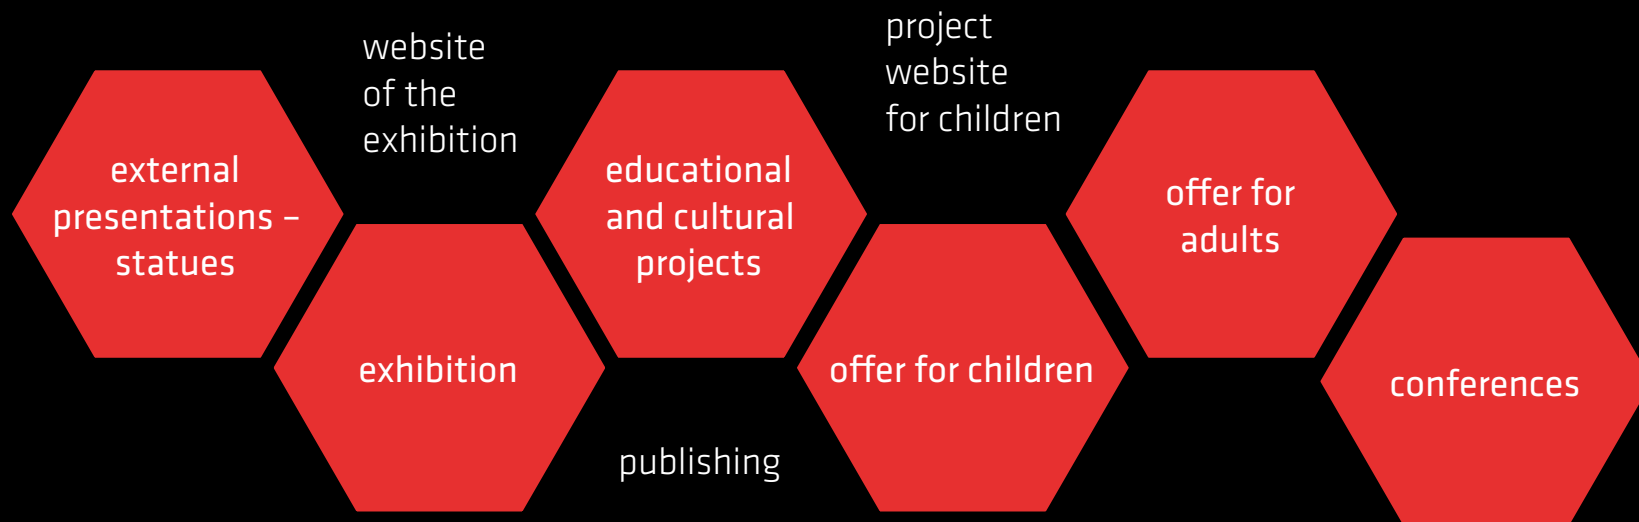 external
presentations –
statues
website
of the
exhibition
exhibition
educational
and cultural
projects
publishing
project
website
for children
offer for children
offer for
adults
conferences